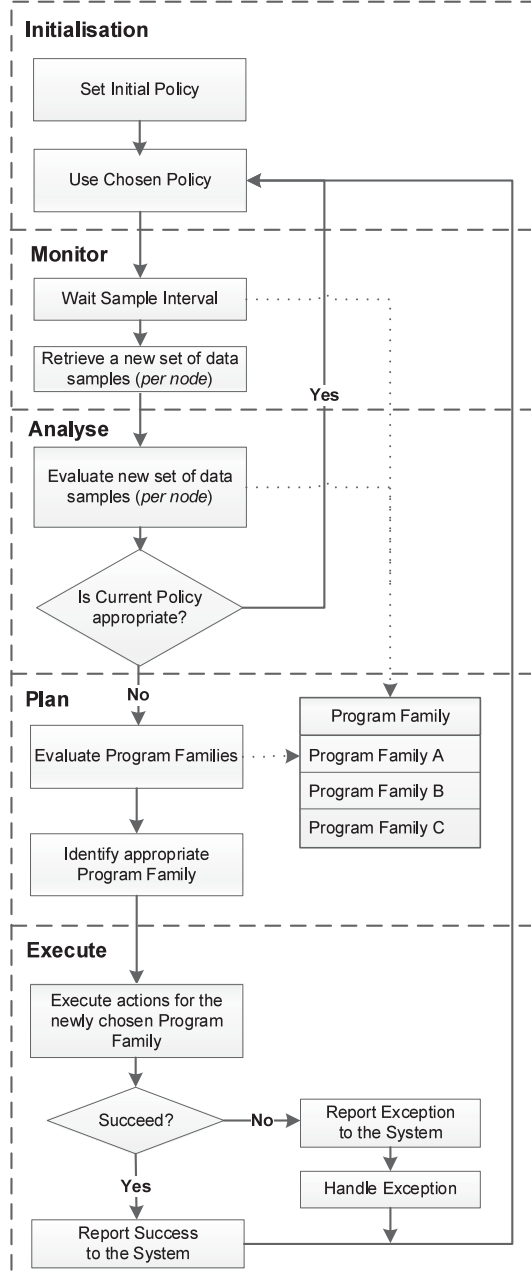 Initialisation
Set Initial Policy
Use Chosen Policy
Monitor
Wait Sample Interval
Retrieve a new set of data
samples (per node)
Yes
Analyse
Evaluate new set of data
samples (per node)
Is Current Policy
appropriate?
No
Plan
Evaluate Program Families
Program Family
Program Family A
Program Family B
Program Family C
Identify appropriate
Program Family
Execute
Execute actions for the
newly chosen Program
Family
Succeed?
No
Report Exception
to the System
Yes
Handle Exception
Report Success
to the System